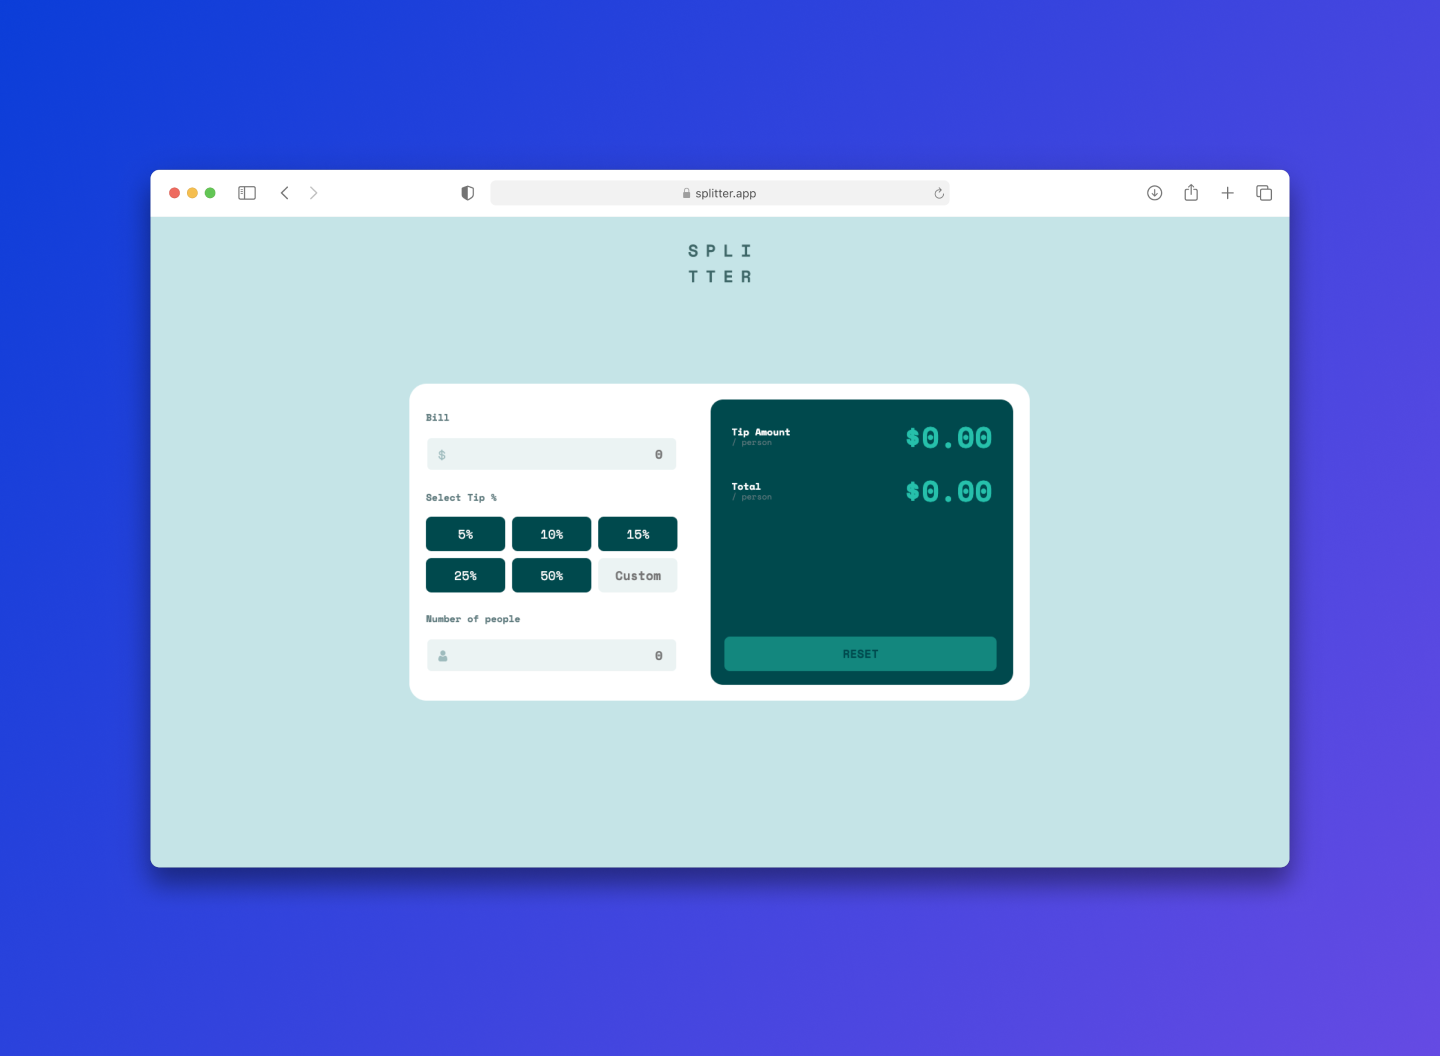 splitter.app
SPLI
TTER
Bill
$ 0
Select Tip %
5% 10% 15%
25% 50% Custom
Number of people
0
Tip Amount
/ person
$0.00
Total
/ person
$0.00
RESET